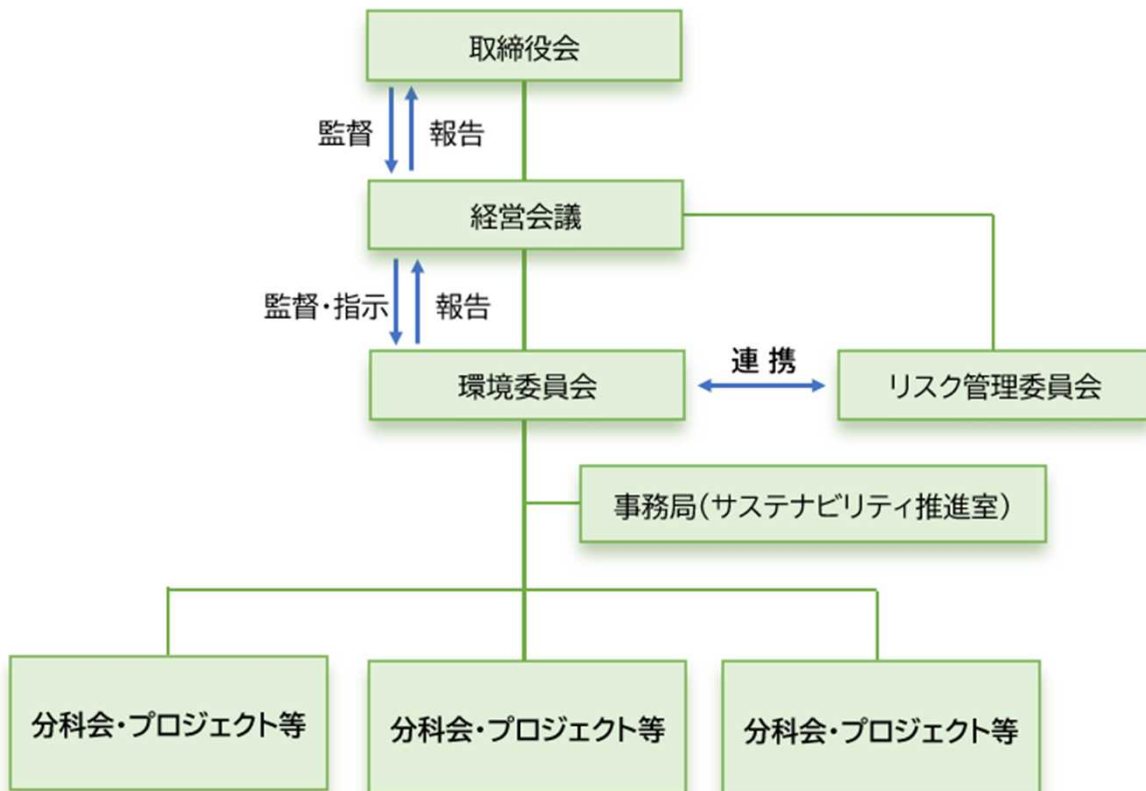 取締役会
監督
報告
経営会議
監督・指示
報告
環境委員会
連 携
リスク管理委員会
事務局(サステナビリティ推進室)
分科会・プロジェクト等
分科会・プロジェクト等
分科会・プロジェクト等